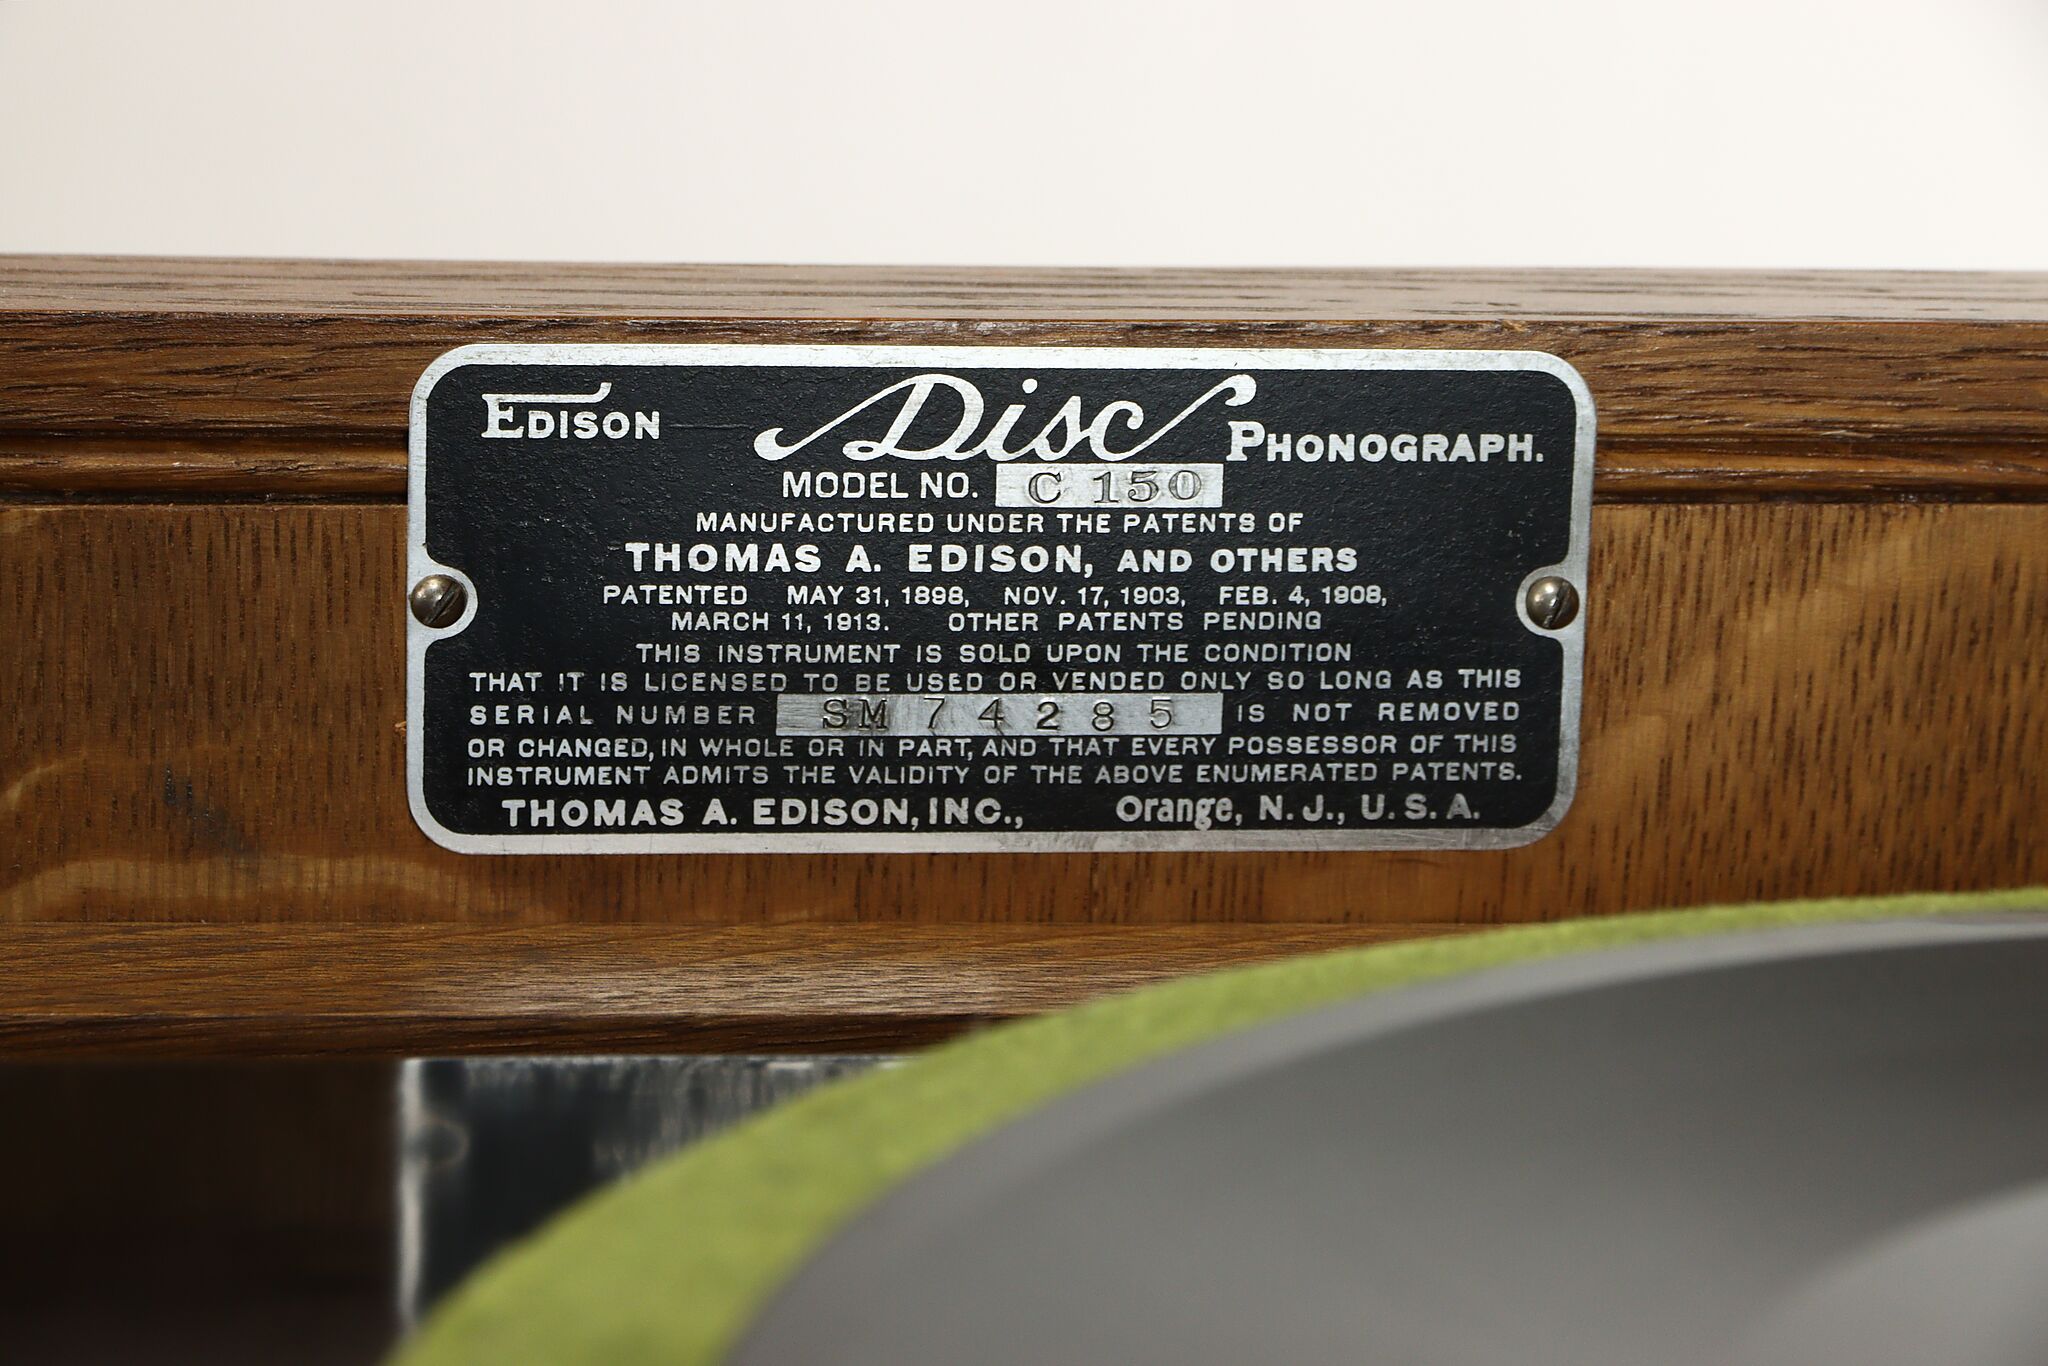 EDISON Disc PHONOGRAPH.
MODEL NO. C 150
MANUFACTURED UNDER THE PATENTS OF
THOMAS A. EDISON, AND OTHERS
PATENTED MAY 31, 1898, NOV. 17, 1903, FEB. 4, 1908,
MARCH 11, 1913. OTHER PATENTS PENDING
THIS INSTRUMENT IS SOLD UPON THE CONDITION
THAT IT IS LICENSED TO BE USED OR VENDED ONLY SO LONG AS THIS
SERIAL NUMBER SM 74285 IS NOT REMOVED
OR CHANGED, IN WHOLE OR IN PART, AND THAT EVERY POSSESSOR OF THIS
INSTRUMENT ADMITS THE VALIDITY OF THE ABOVE ENUMERATED PATENTS.
THOMAS A. EDISON, INC., Orange, N. J., U. S. A.